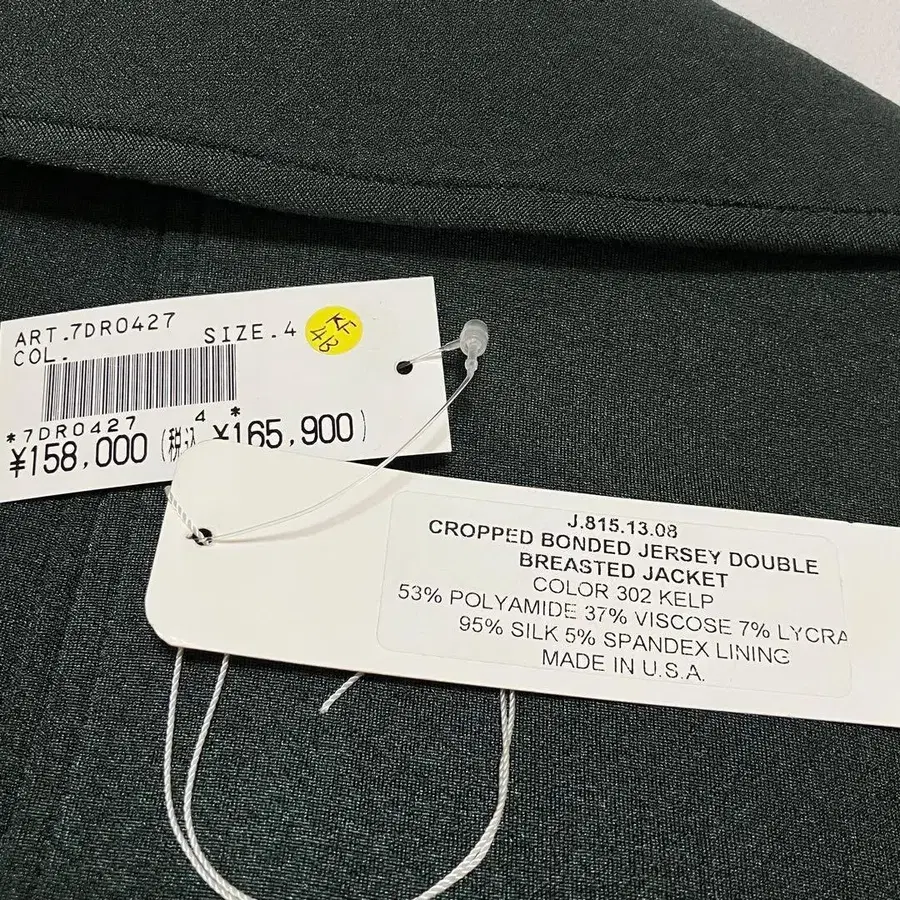 ART.7DR0427 SIZE.4
COL.
KF
4B
*7DR0427 4 *
¥158,000 (税込 ¥165,900)
J.815.13.08
CROPPED BONDED JERSEY DOUBLE
BREASTED JACKET
COLOR 302 KELP
53% POLYAMIDE 37% VISCOSE 7% LYCRA
95% SILK 5% SPANDEX LINING
MADE IN U.S.A.